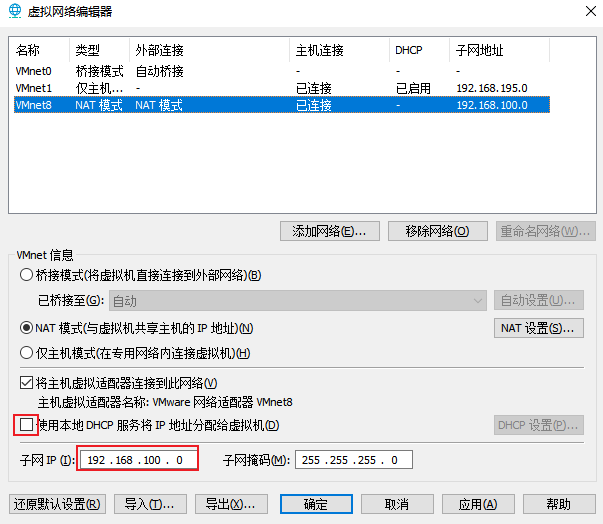 虚拟网络编辑器
名称 类型 外部连接 主机连接 DHCP 子网地址
VMnet0 桥接模式 自动桥接 - - -
VMnet1 仅主机... - 已连接 已启用 192.168.195.0
VMnet8 NAT 模式 NAT 模式 已连接 - 192.168.100.0
添加网络(E)... 移除网络(O) 重命名网络(W)...
VMnet 信息
桥接模式(将虚拟机直接连接到外部网络)(B)
已桥接至(G): 自动 自动设置(U)...
NAT 模式(与虚拟机共享主机的 IP 地址)(N) NAT 设置(S)...
仅主机模式(在专用网络内连接虚拟机)(H)
将主机虚拟适配器连接到此网络(V)
主机虚拟适配器名称: VMware 网络适配器 VMnet8
使用本地 DHCP 服务将 IP 地址分配给虚拟机(D) DHCP 设置(P)...
子网 IP (I): 192 .168 .100 . 0 子网掩码(M): 255 .255 .255 . 0
还原默认设置(R) 导入(T)... 导出(X)... 确定 取消 应用(A) 帮助